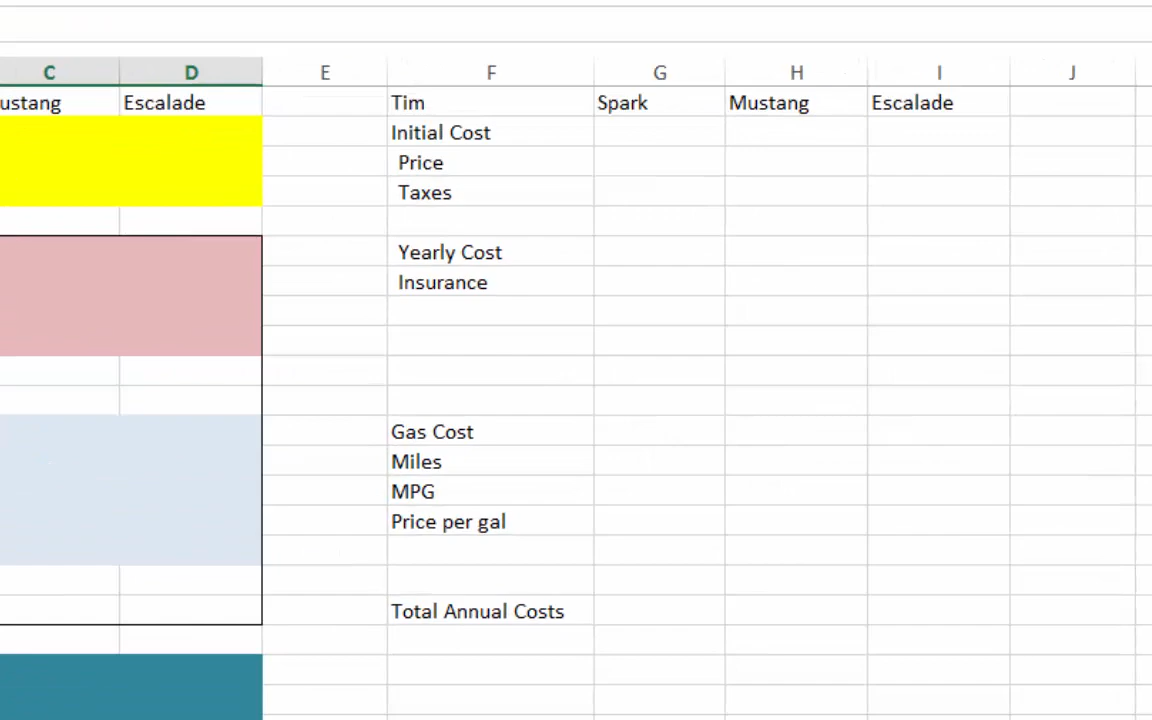 C D E F G H I J
ustang Escalade Tim Spark Mustang Escalade
Initial Cost
Price
Taxes
Yearly Cost
Insurance
Gas Cost
Miles
MPG
Price per gal
Total Annual Costs